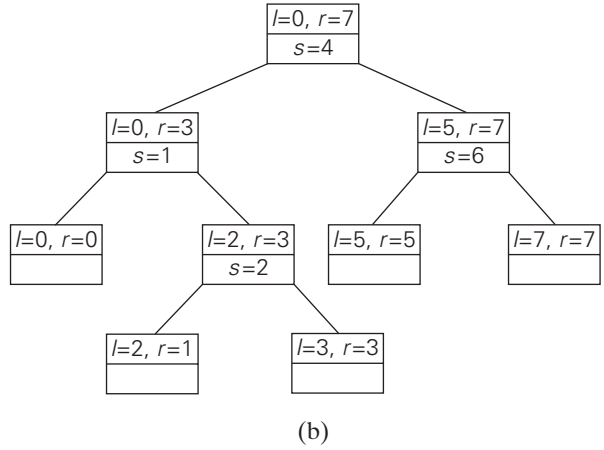 l=0, r=7
s=4
l=0, r=3
l=5, r=7
s=1
s=6
l=0, r=0
l=2, r=3
l=5, r=5
l=7, r=7
s=2
l=2, r=1
l=3, r=3
(b)